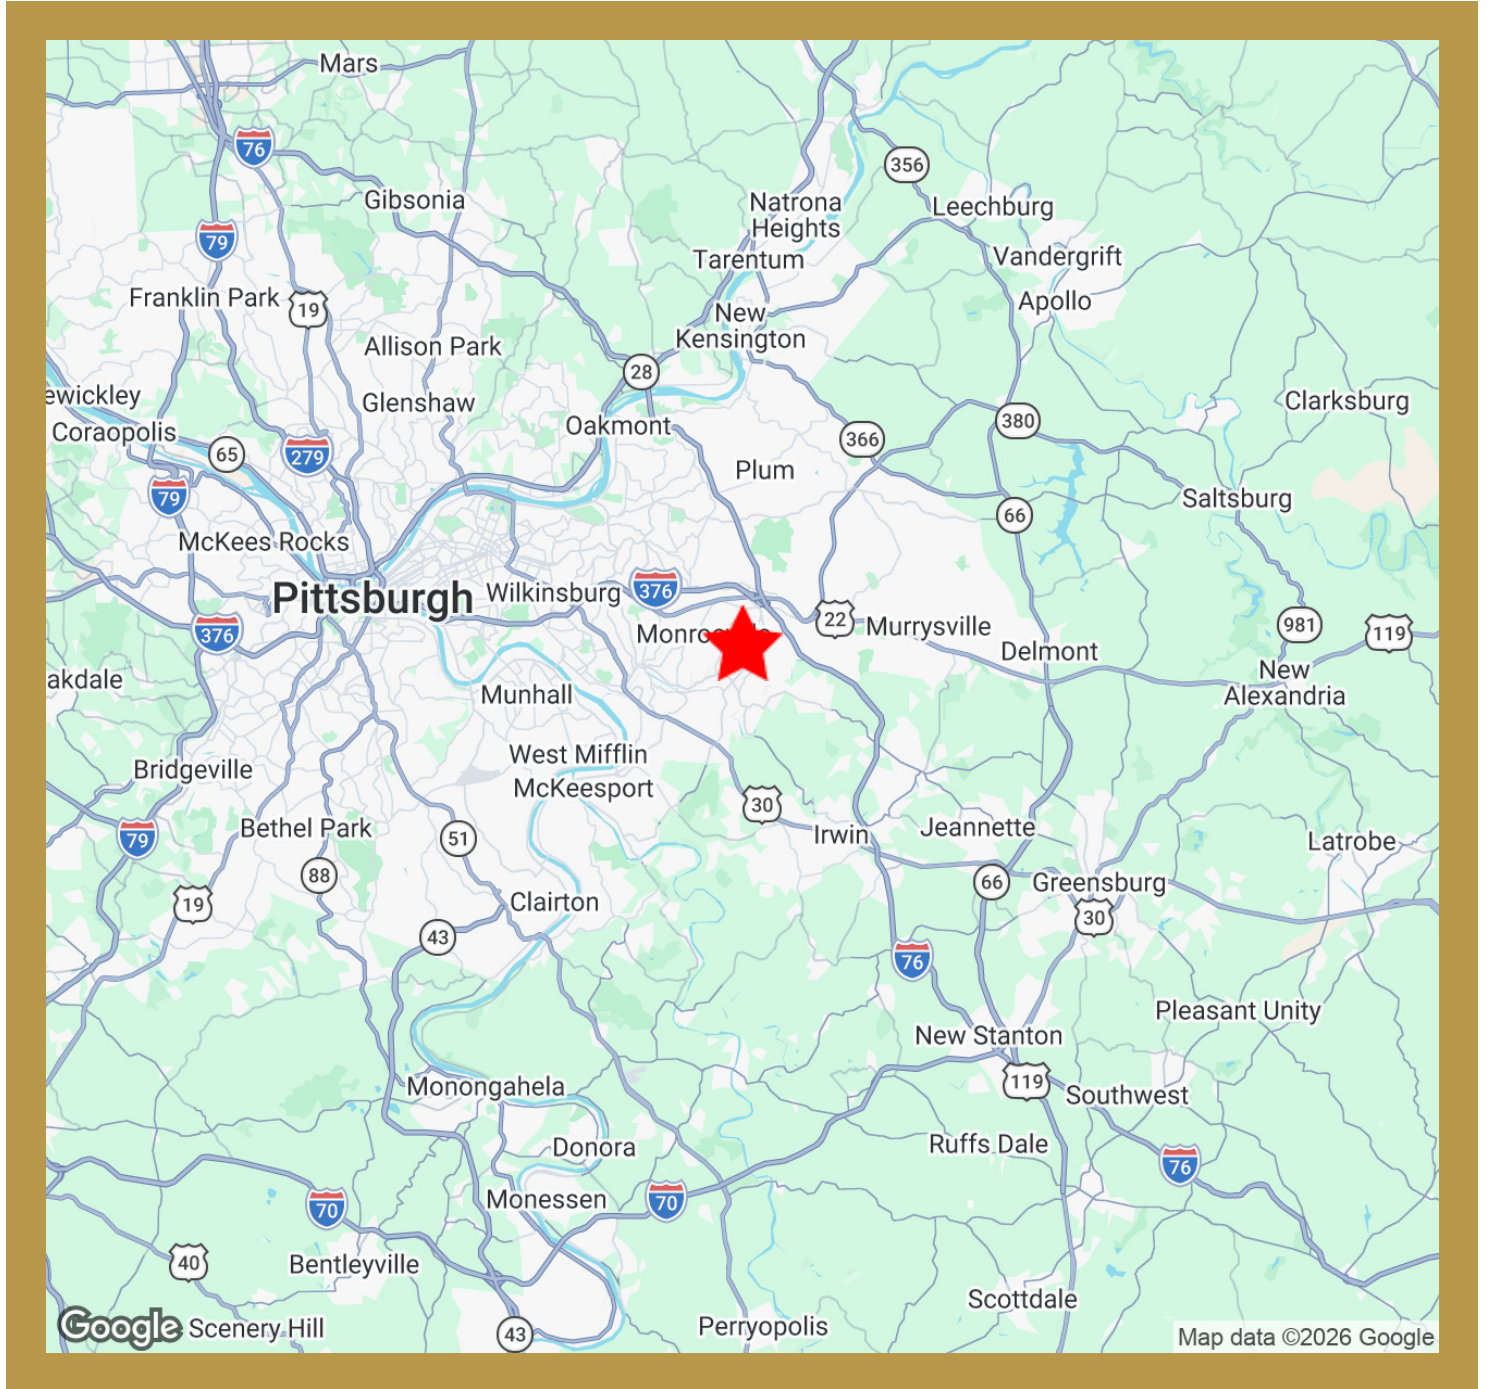 Mars
76
356
Gibsonia
Natrona
Heights
Leechburg
79
Tarentum
Vandergrift
Franklin Park
19
New
Kensington
Apollo
Allison Park
28
ewickley
Glenshaw
Clarksburg
Coraopolis
Oakmont
380
65
279
366
Plum
79
Saltsburg
66
McKees Rocks
Pittsburgh
Wilkinsburg
376
376
Monro
22
Murrysville
981
119
Delmont
akdale
New
Alexandria
Munhall
Bridgeville
West Mifflin
McKeesport
30
79
Bethel Park
51
Irwin
Jeannette
Latrobe
88
66
Greensburg
19
Clairton
30
43
76
Pleasant Unity
New Stanton
119
Monongahela
Southwest
Donora
Ruffs Dale
76
Monessen
70
70
40
Bentleyville
Scottdale
Google
Scenery Hill
43
Perryopolis
Map data ©2026 Google